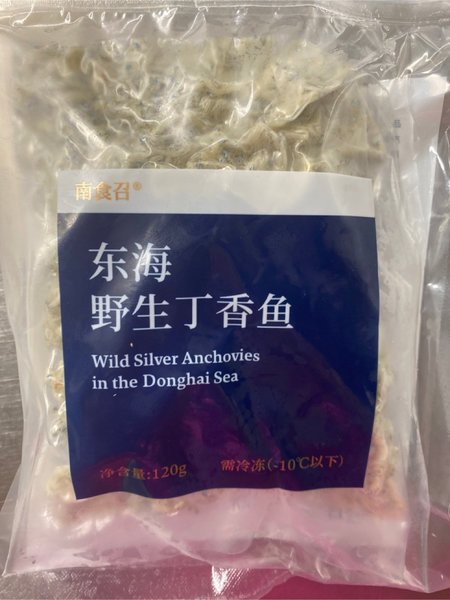 南食召®
东海
野生丁香鱼
Wild Silver Anchovies
in the Donghai Sea
净含量:120g
需冷冻(-10℃以下)
品